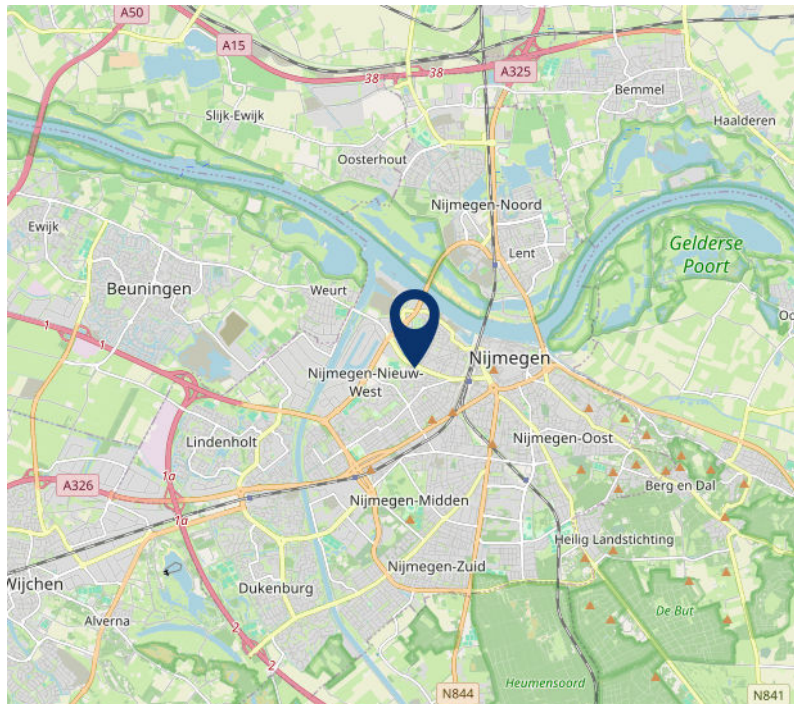 A50
A15
38
38
A325
Bemmel
Slijk-Ewijk
Haalderen
Oosterhout
Nijmegen-Noord
Ewijk
Lent
Gelderse
Poort
Beuningen
Weurt
1
1
Nijmegen
Nijmegen-Nieuw-
West
Lindenholt
Nijmegen-Oost
1a
A326
Berg en Dal
Nijmegen-Midden
1a
Heilig Landstichting
Nijmegen-Zuid
Wijchen
Dukenburg
De But
Alverna
2
2
Heumensoord
N844
N841